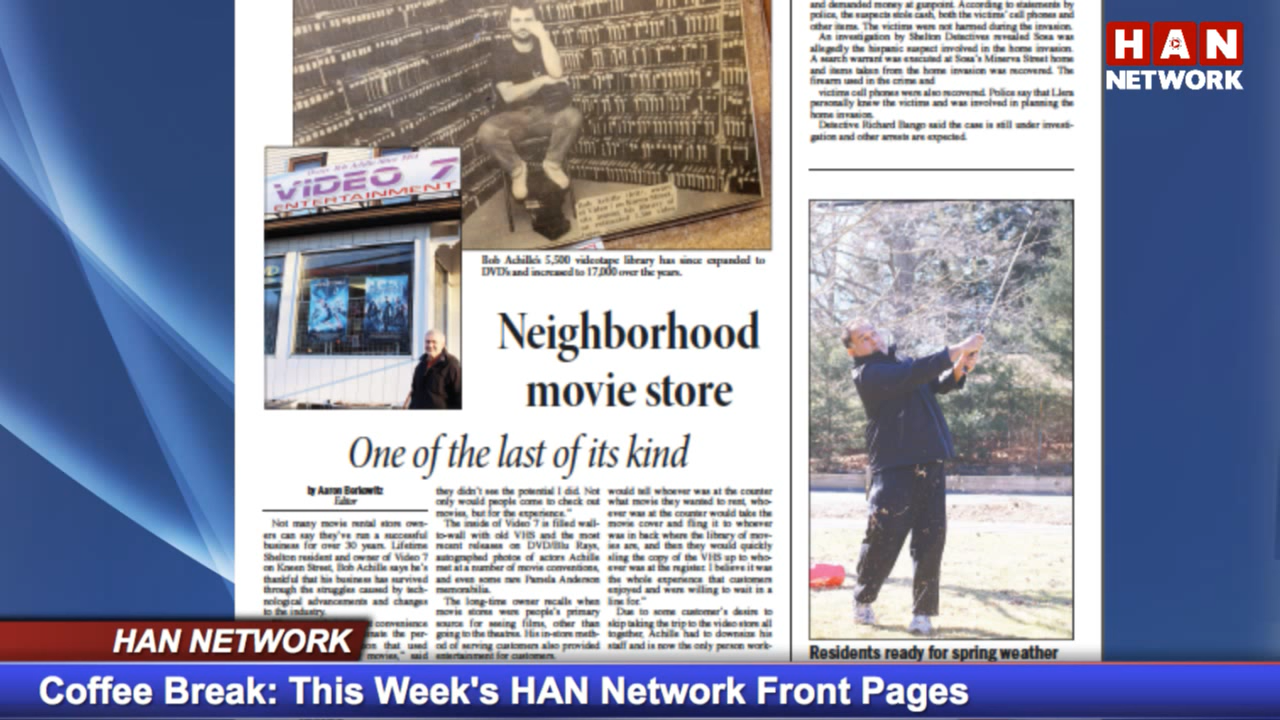 HAN
NETWORK
and demanded money at gunpoint. According to statements by
police, the suspects stole cash, both the victims' cell phones and
other items. The victims were not harmed during the invasion.
An investigation by Shelton Detectives revealed Sosa was
allegedly the hispanic suspect involved in the home invasion.
A search warrant was executed at Sosa's Minerva Street home
and items taken from the home invasion was recovered. The
firearm used in the crime and
victims cell phones were also recovered. Police say that Llera
personally knew the victims and was involved in planning the
home invasion.
Detective Richard Bango said the case is still under investi-
gation and other arrests are expected.
VIDEO 7
ENTERTAINMENT
Bob Achille's 5,500 videotape library has since expanded to
DVD's and increased to 17,000 over the years.
Neighborhood
movie store
One of the last of its kind
by Aaron Berkowitz
Editor
Not many movie rental store own-
ers can say they've run a successful
business for over 30 years. Lifetime
Shelton resident and owner of Video 7
on Kneen Street, Bob Achille says he's
thankful that his business has survived
through the struggles caused by tech-
nological advancements and changes
to the industry.
convenience
nate the per-
on that used
movies," said
they didn't see the potential I did. Not
only would people come to check out
movies, but for the experience."
The inside of Video 7 is filled wall-
to-wall with old VHS and the most
recent releases on DVD/Blu Rays,
autographed photos of actors Achille
met at a number of movie conventions,
and even some rare Pamela Anderson
memorabilia.
The long-time owner recalls when
movie stores were people's primary
source for seeing films, other than
going to the theatres. His in-store meth-
od of serving customers also provided
entertainment for customers.
would tell whoever was at the counter
what movie they wanted to rent, who-
ever was at the counter would take the
movie cover and fling it to whoever
was in back where the library of mov-
ies are, and then they would quickly
sling the copy of the VHS up to who-
ever was at the register. I believe it was
the whole experience that customers
enjoyed and were willing to wait in a
line for."
Due to some customer's desire to
skip taking the trip to the video store all
together, Achille had to downsize his
staff and is now the only person work-
Residents ready for spring weather
HAN NETWORK
Coffee Break: This Week's HAN Network Front Pages